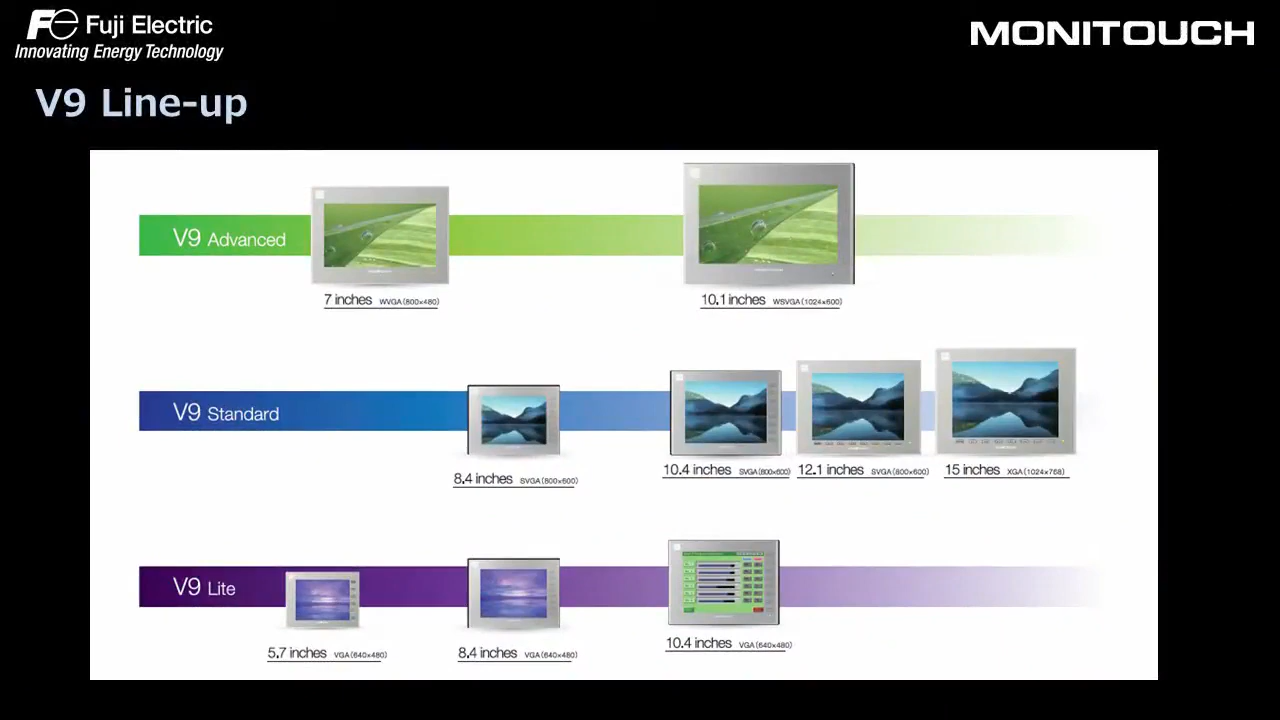 Fuji Electric
Innovating Energy Technology
MONITOUCH
V9 Line-up
V9 Advanced
7 inches WVGA(800×480)
10.1 inches WSVGA(1024×600)
V9 Standard
8.4 inches SVGA(800×600)
10.4 inches SVGA(800×600)
12.1 inches SVGA(800×600)
15 inches XGA(1024×768)
V9 Lite
5.7 inches VGA(640×480)
8.4 inches VGA(640×480)
10.4 inches VGA(640×480)